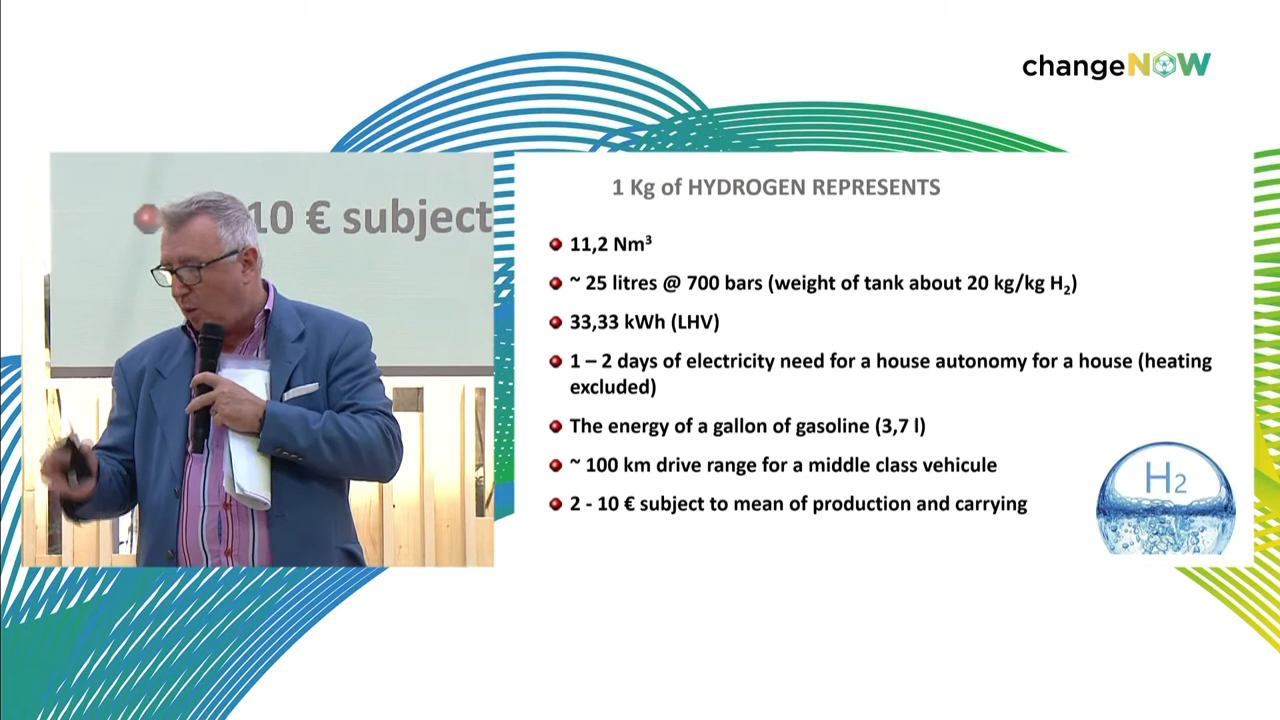 changeNOW
10 € subject
1 Kg of HYDROGEN REPRESENTS
11,2 Nm³
~ 25 litres @ 700 bars (weight of tank about 20 kg/kg H₂)
33,33 kWh (LHV)
1 – 2 days of electricity need for a house autonomy for a house (heating
excluded)
The energy of a gallon of gasoline (3,7 l)
~ 100 km drive range for a middle class vehicule
2 - 10 € subject to mean of production and carrying
H₂